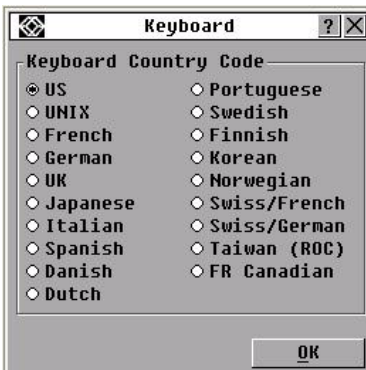 Keyboard
? X
Keyboard Country Code
US
UNIX
French
German
UK
Japanese
Italian
Spanish
Danish
Dutch
Portuguese
Swedish
Finnish
Korean
Norwegian
Swiss/French
Swiss/German
Taiwan (ROC)
FR Canadian
OK